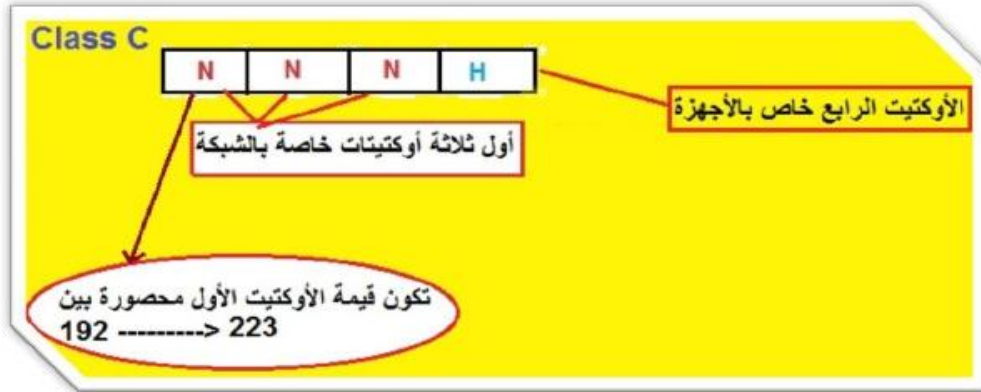 Class C
N N N H
الأوكتيت الرابع خاص بالأجهزة
أول ثلاثة أوكتيتات خاصة بالشبكة
تكون قيمة الأوكتيت الأول محصورة بين
192 ---------> 223